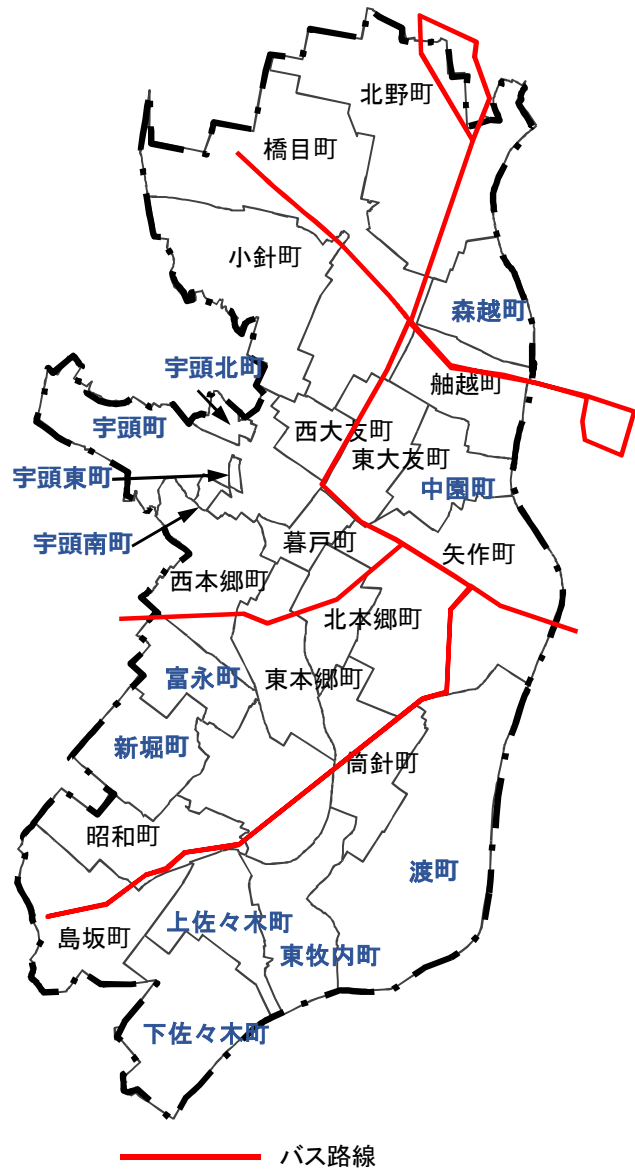 北野町
橋目町
小針町
森越町
宇頭北町
舳越町
宇頭町
西大友町
東大友町
宇頭東町
中園町
宇頭南町
暮戸町
矢作町
西本郷町
北本郷町
富永町
東本郷町
新堀町
筒針町
昭和町
渡町
上佐々木町
島坂町
東牧内町
下佐々木町
バス路線